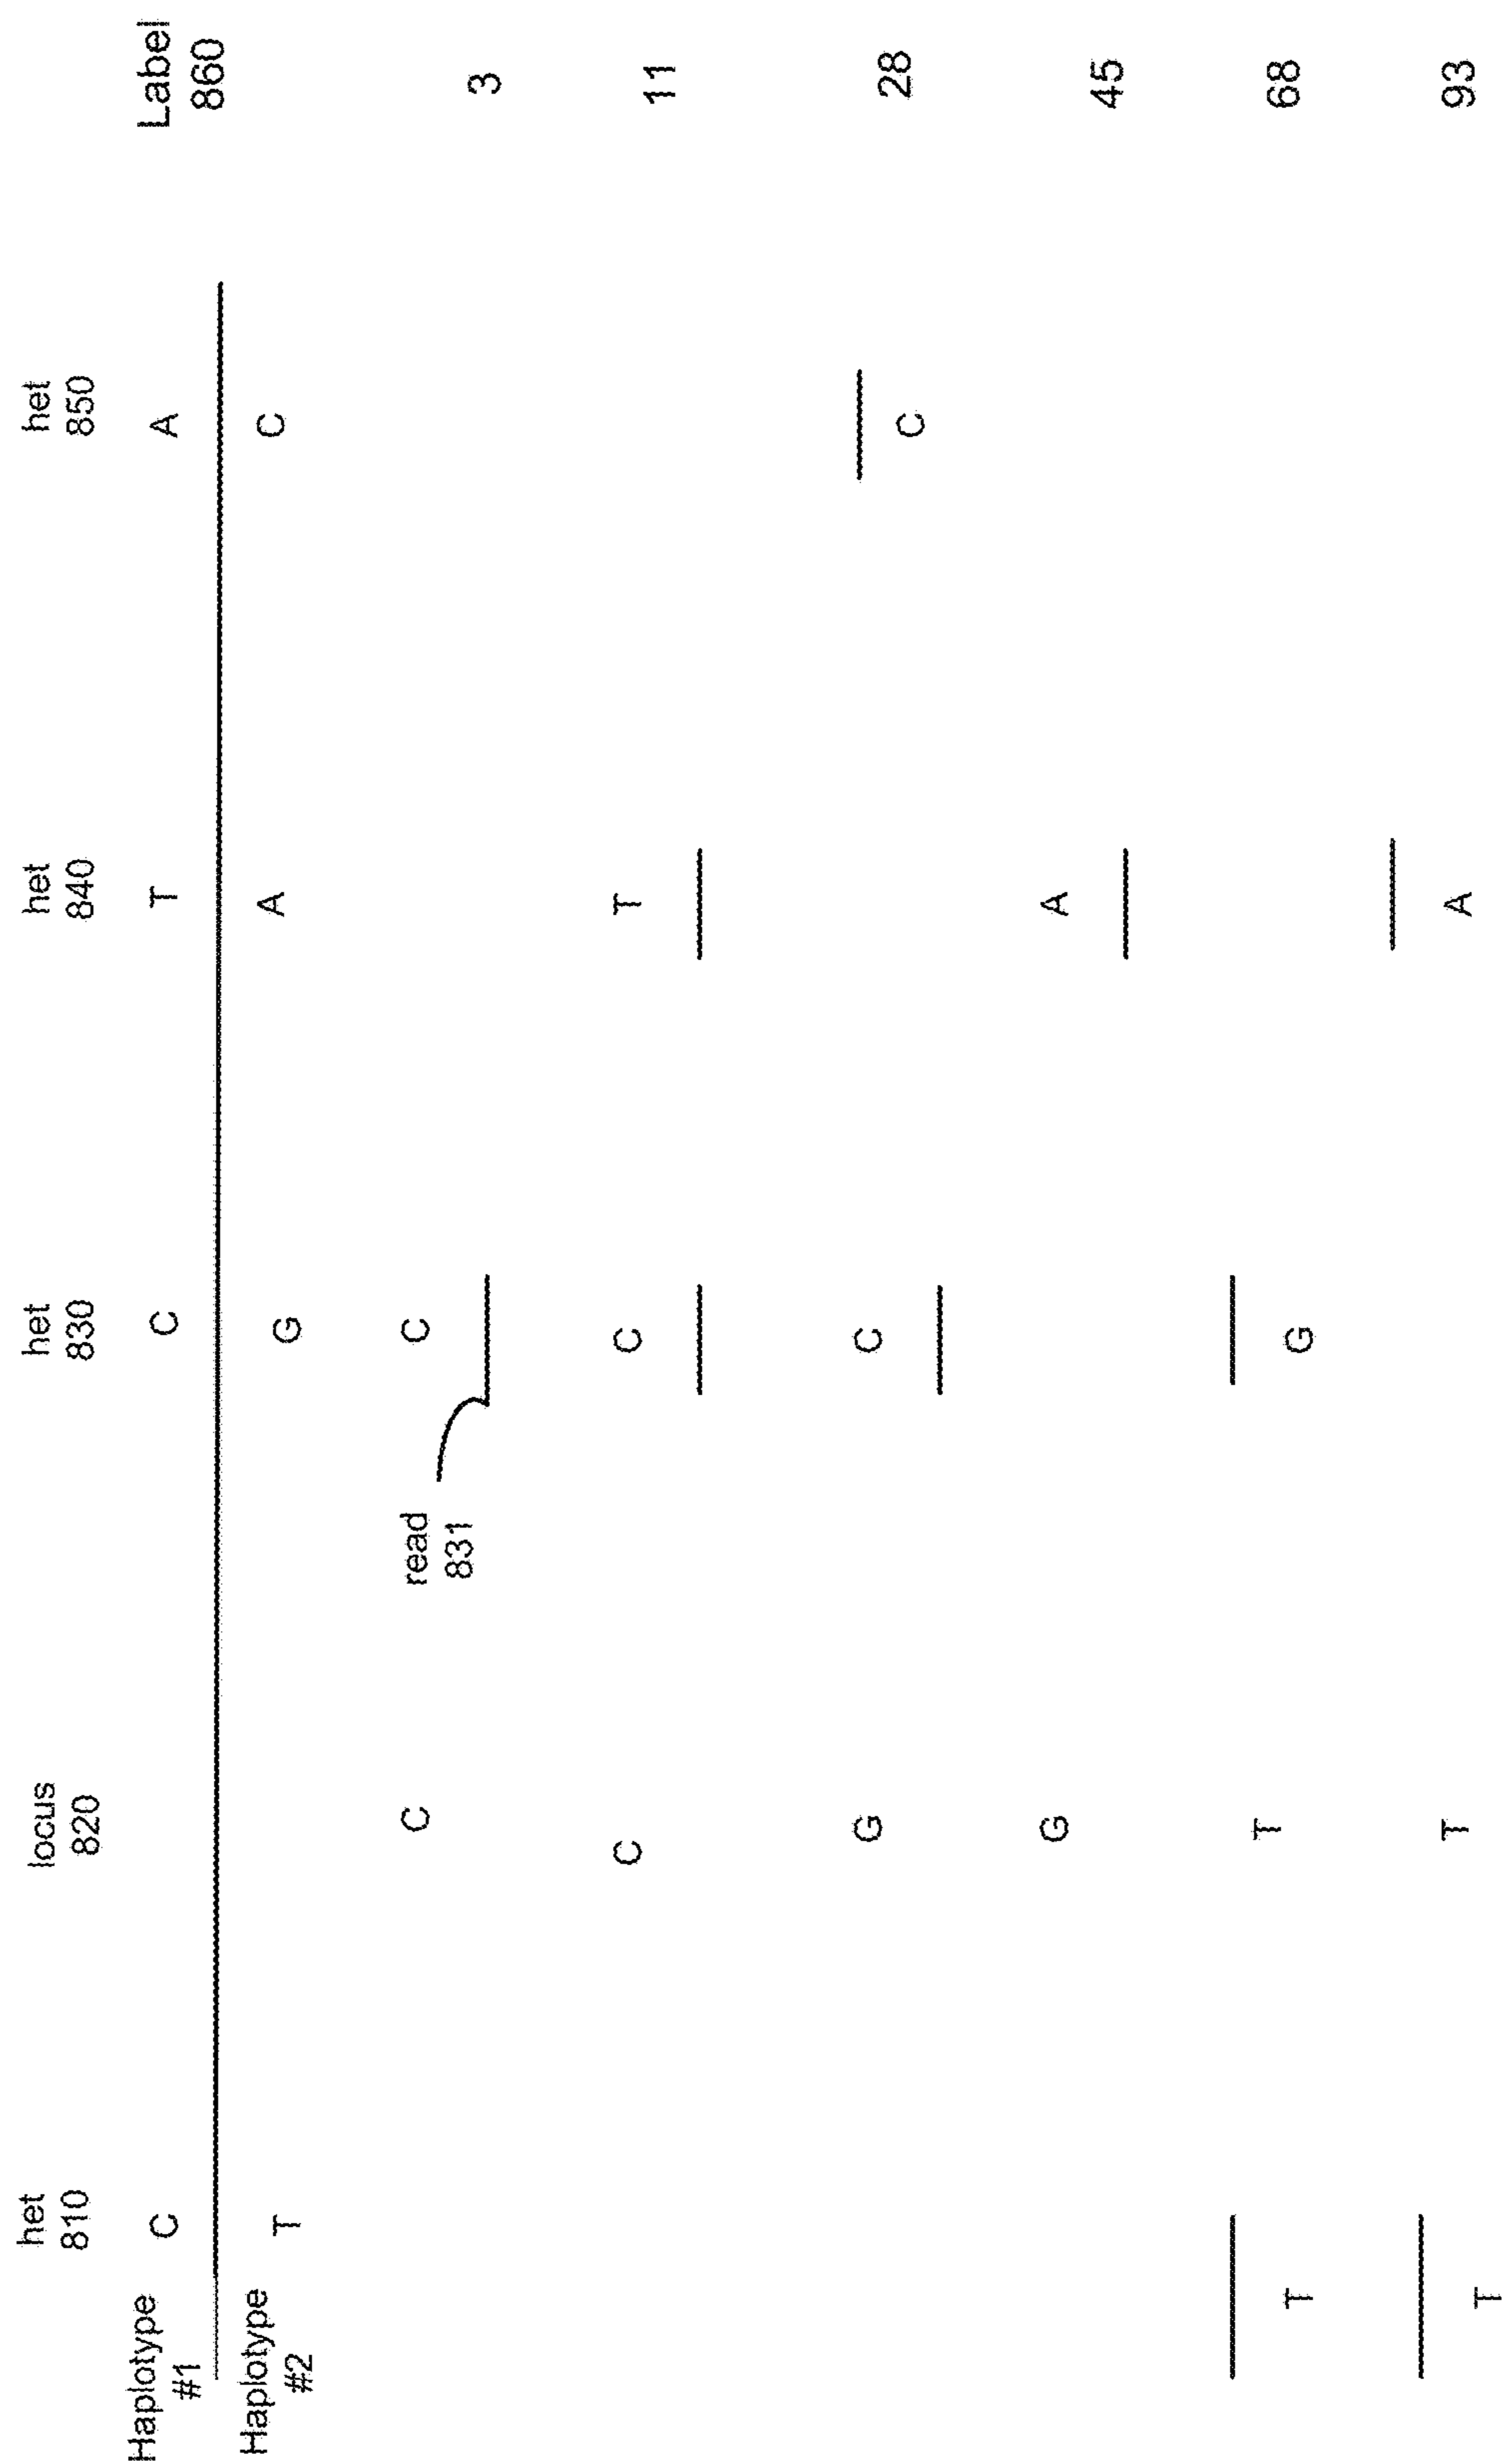 het locus het het het
810 820 830 840 850
Haplotype C C T A Label
#1 860
Haplotype T G A C
#2
C read C
831 3
C C T 11
G C C 28
G A 45
T T G 68
T T A 93